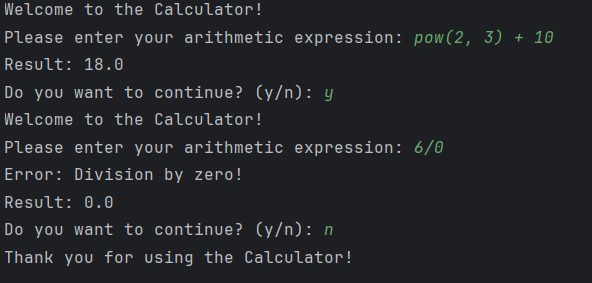 Welcome to the Calculator!
Please enter your arithmetic expression: pow(2, 3) + 10
Result: 18.0
Do you want to continue? (y/n): y
Welcome to the Calculator!
Please enter your arithmetic expression: 6/0
Error: Division by zero!
Result: 0.0
Do you want to continue? (y/n): n
Thank you for using the Calculator!